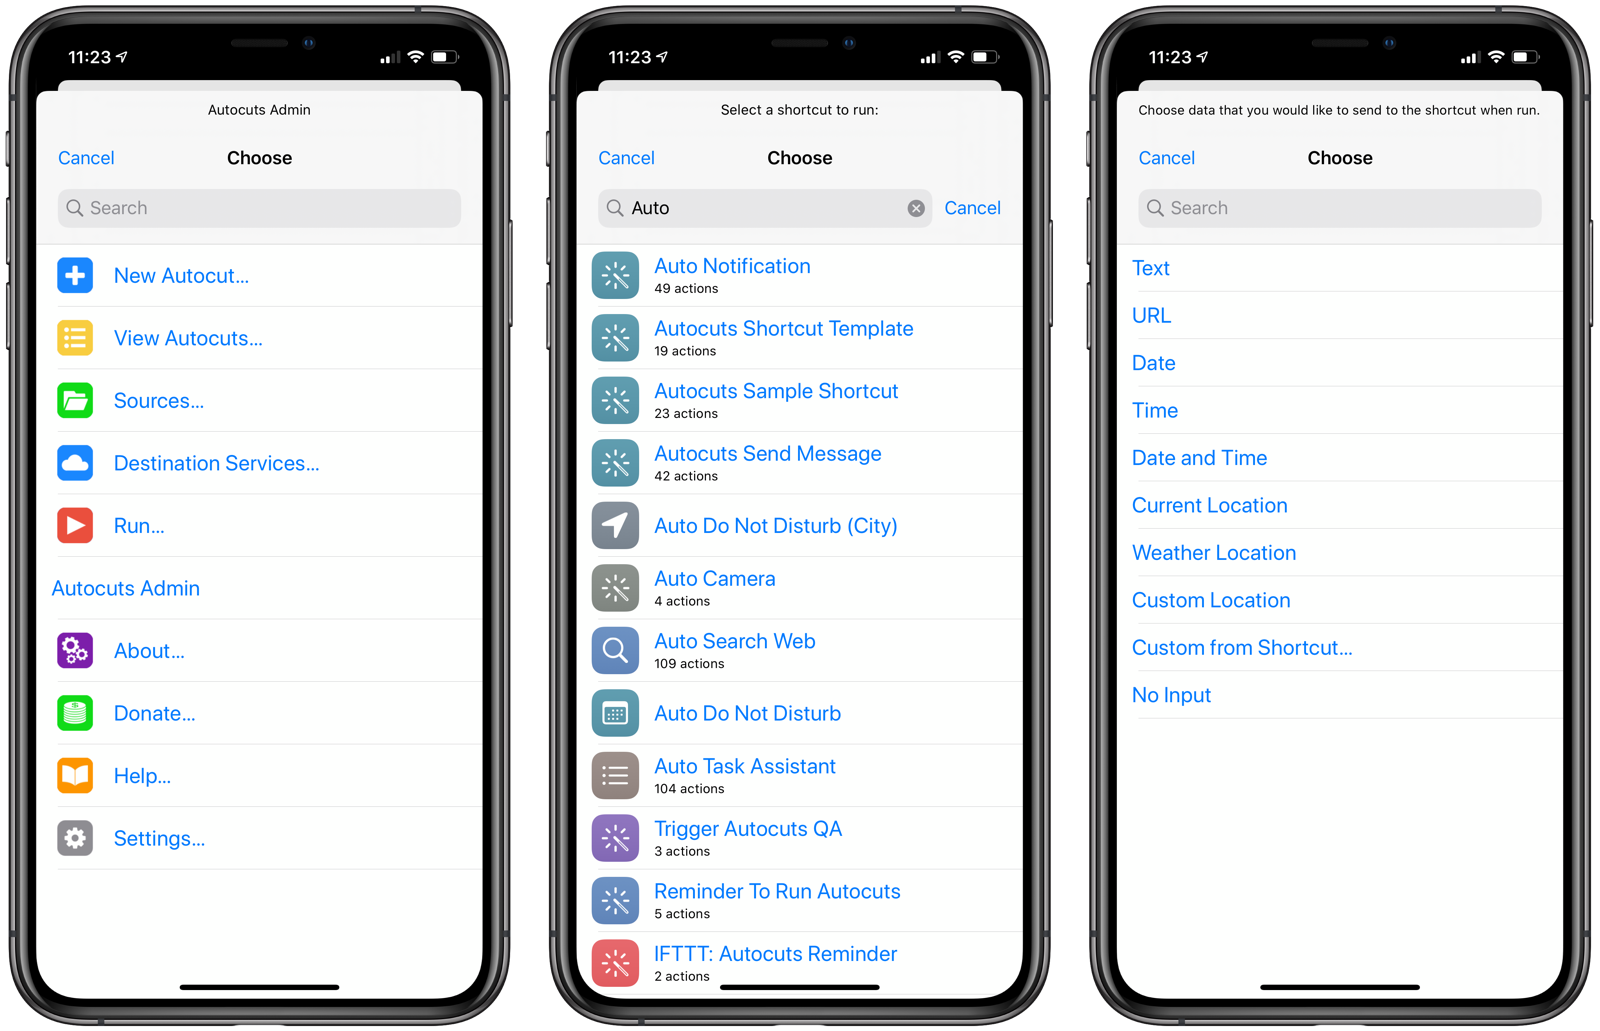 11:23
Autocuts Admin
Cancel
Choose
Search
New Autocut...
View Autocuts...
Sources...
Destination Services...
Run...
Autocuts Admin
About...
Donate...
Help...
Settings...
11:23
Select a shortcut to run:
Cancel
Choose
Auto
Cancel
Auto Notification
49 actions
Autocuts Shortcut Template
19 actions
Autocuts Sample Shortcut
23 actions
Autocuts Send Message
42 actions
Auto Do Not Disturb (City)
Auto Camera
4 actions
Auto Search Web
109 actions
Auto Do Not Disturb
Auto Task Assistant
104 actions
Trigger Autocuts QA
3 actions
Reminder To Run Autocuts
5 actions
IFTTT: Autocuts Reminder
2 actions
11:23
Choose data that you would like to send to the shortcut when run.
Cancel
Choose
Search
Text
URL
Date
Time
Date and Time
Current Location
Weather Location
Custom Location
Custom from Shortcut...
No Input